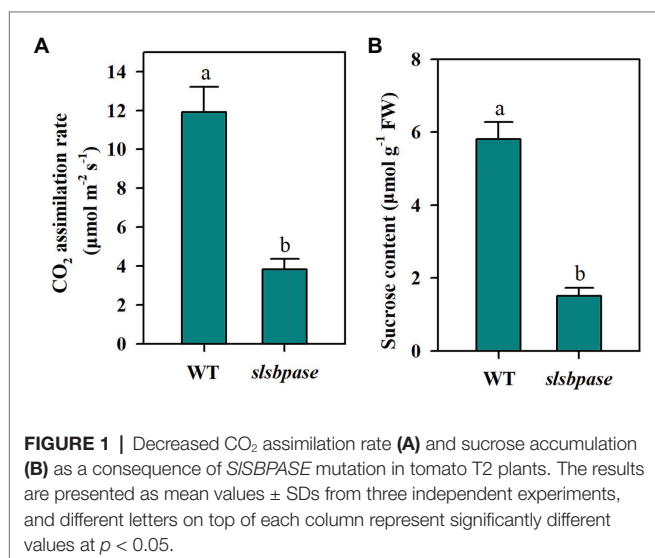 A
CO₂ assimilation rate
(µmol m⁻² s⁻¹)
14
12
10
8
6
4
2
0
a
b
WT
slsbpase
B
Sucrose content (µmol g⁻¹ FW)
8
6
4
2
0
a
b
WT
slsbpase
FIGURE 1 | Decreased CO₂ assimilation rate (A) and sucrose accumulation
(B) as a consequence of SlSBPASE mutation in tomato T2 plants. The results
are presented as mean values ± SDs from three independent experiments,
and different letters on top of each column represent significantly different
values at p < 0.05.